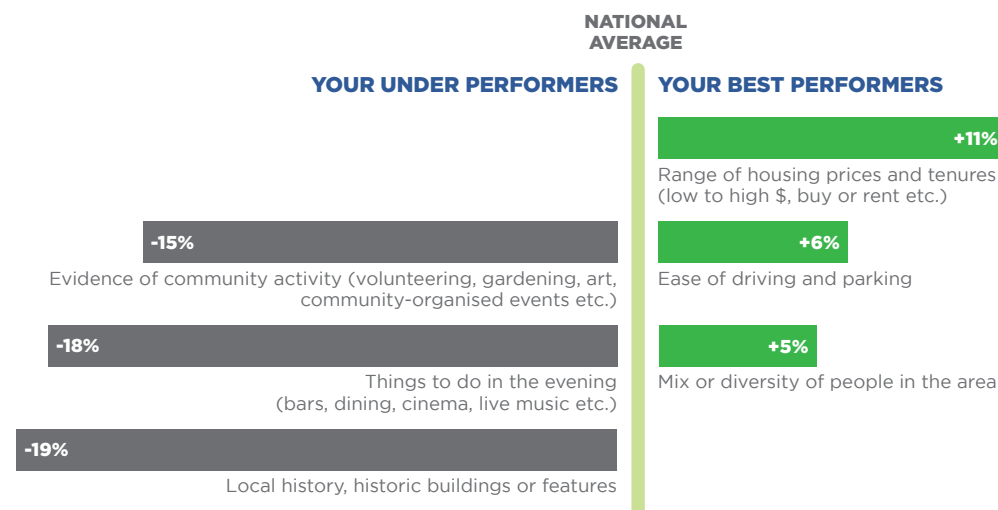 NATIONAL
AVERAGE
YOUR UNDER PERFORMERS
YOUR BEST PERFORMERS
+11%
Range of housing prices and tenures
(low to high $, buy or rent etc.)
-15%
Evidence of community activity (volunteering, gardening, art,
community-organised events etc.)
+6%
Ease of driving and parking
-18%
Things to do in the evening
(bars, dining, cinema, live music etc.)
+5%
Mix or diversity of people in the area
-19%
Local history, historic buildings or features